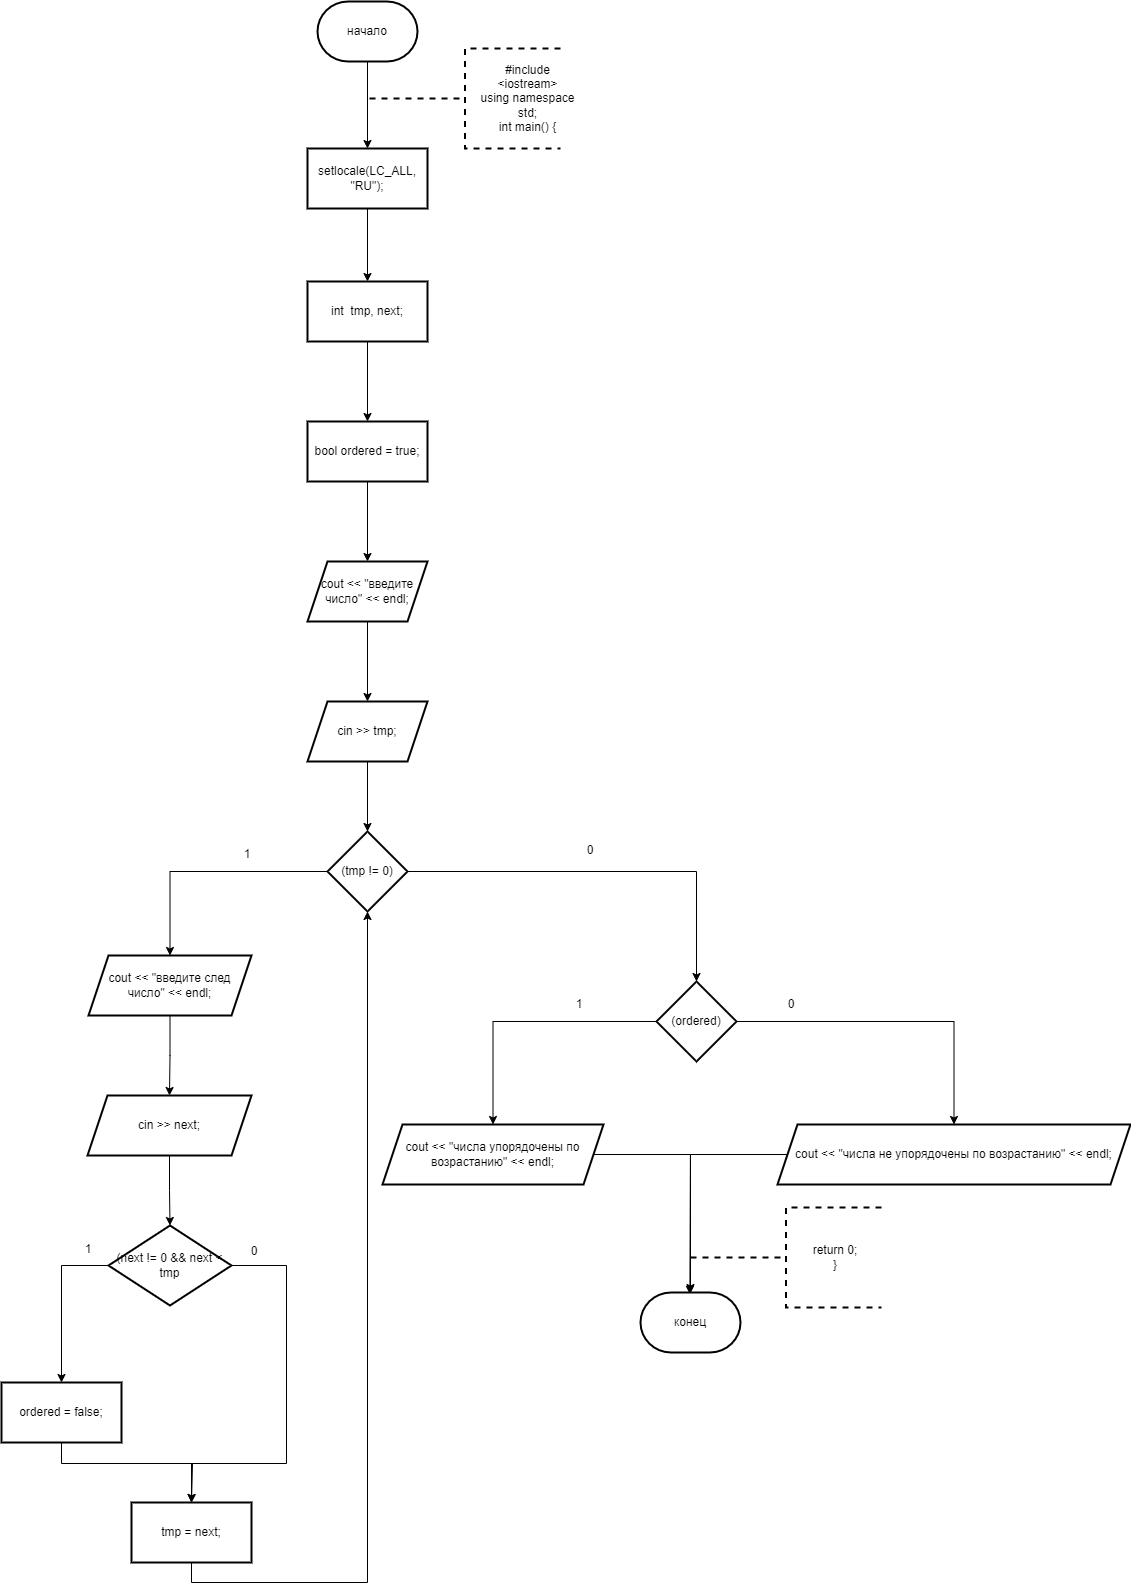 начало
#include
<iostream>
using namespace
std;
int main() {
setlocale(LC_ALL,
"RU");
int  tmp, next;
bool ordered = true;
cout << "введите
число" << endl;
cin >> tmp;
(tmp != 0)
1
0
cout << "введите след
число" << endl;
cin >> next;
(next != 0 && next <
tmp
1
0
ordered = false;
tmp = next;
(ordered)
1
0
cout << "числа упорядочены по
возрастанию" << endl;
cout << "числа не упорядочены по возрастанию" << endl;
return 0;
}
конец